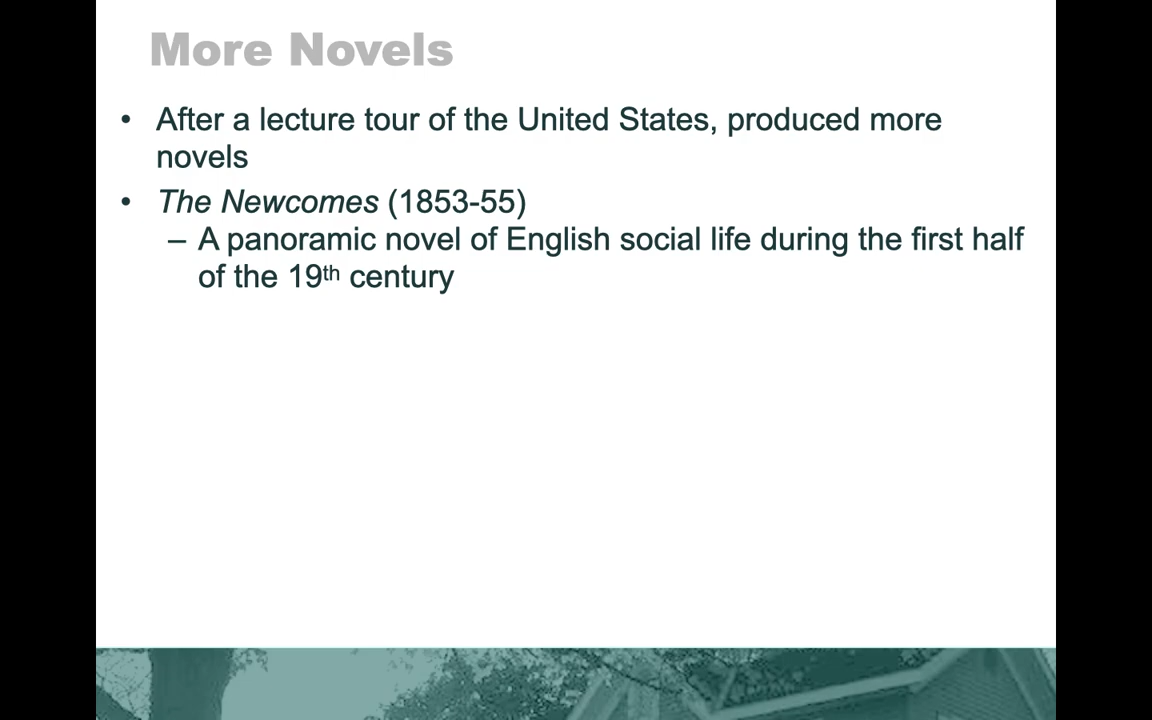 More Novels
• After a lecture tour of the United States, produced more
novels
• The Newcomes (1853-55)
– A panoramic novel of English social life during the first half
of the 19th century